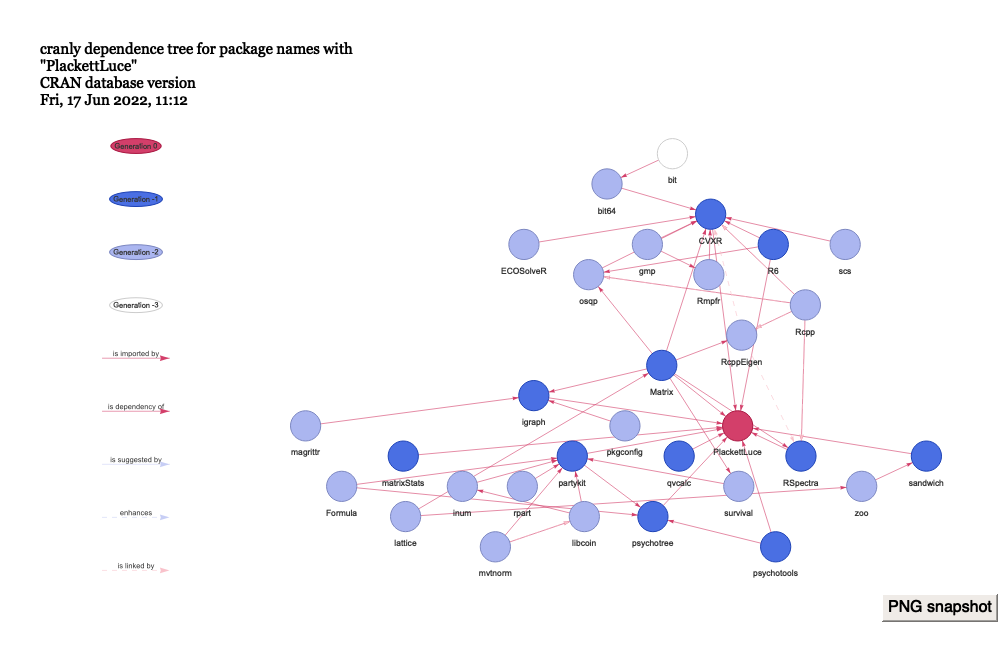 cranly dependence tree for package names with
"PlackettLuce"
CRAN database version
Fri, 17 Jun 2022, 11:12
Generation 0
Generation -1
Generation -2
Generation -3
is imported by
is dependency of
is suggested by
enhances
is linked by
bit
bit64
CVXR
ECOSolveR
gmp
R6
scs
osqp
Rmpfr
Rcpp
RcppEigen
Matrix
igraph
magrittr
pkgconfig
PlackettLuce
matrixStats
partykit
qvcalc
RSpectra
sandwich
Formula
inum
rpart
survival
zoo
lattice
libcoin
psychotree
mvtnorm
psychotools
PNG snapshot